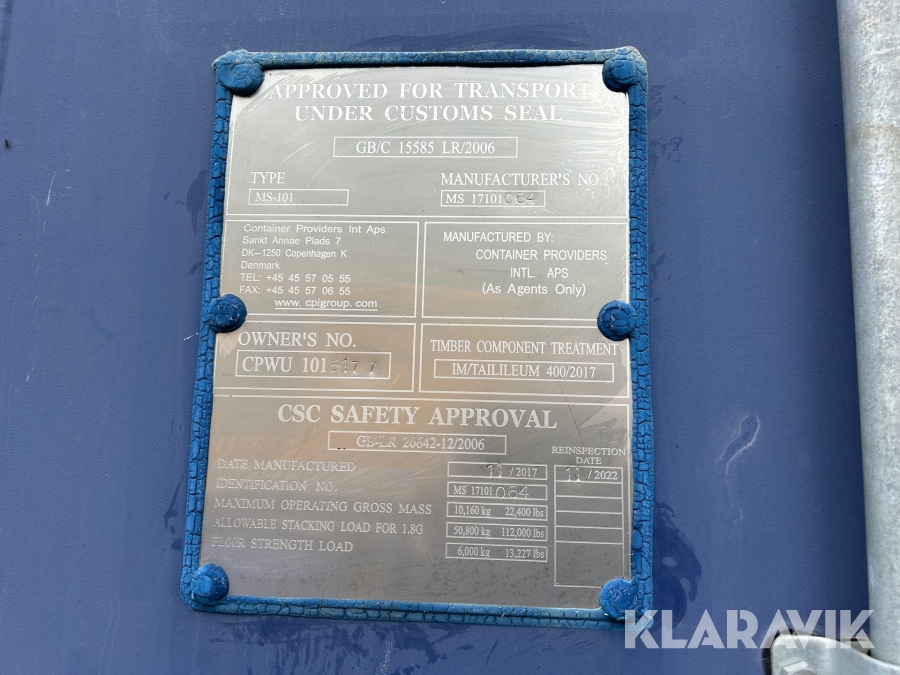 APPROVED FOR TRANSPORT
UNDER CUSTOMS SEAL
GB/C 15585 LR/2006
TYPE
MS-101
MANUFACTURER'S NO.
MS 17101064
Container Providers Int Aps
Sankt Annae Plads 7
DK-1250 Copenhagen K
Denmark
TEL: +45 45 57 05 55
FAX: +45 45 57 06 55
www. cpigroup. com
MANUFACTURED BY:
CONTAINER PROVIDERS
INTL. APS
(As Agents Only)
OWNER'S NO.
CPWU 101317 7
TIMBER COMPONENT TREATMENT
IM/TAILILEUM 400/2017
CSC SAFETY APPROVAL
GB-LR 20642-12/2006
REINSPECTION
DATE
DATE MANUFACTURED 11/2017 11/2022
IDENTIFICATION NO. MS 17101064
MAXIMUM OPERATING GROSS MASS 10,160 kg 22,400 lbs
ALLOWABLE STACKING LOAD FOR 1.8G 50,800 kg 112,000 lbs
FLOOR STRENGTH LOAD 6,000 kg 13,227 lbs
KLARAVIK